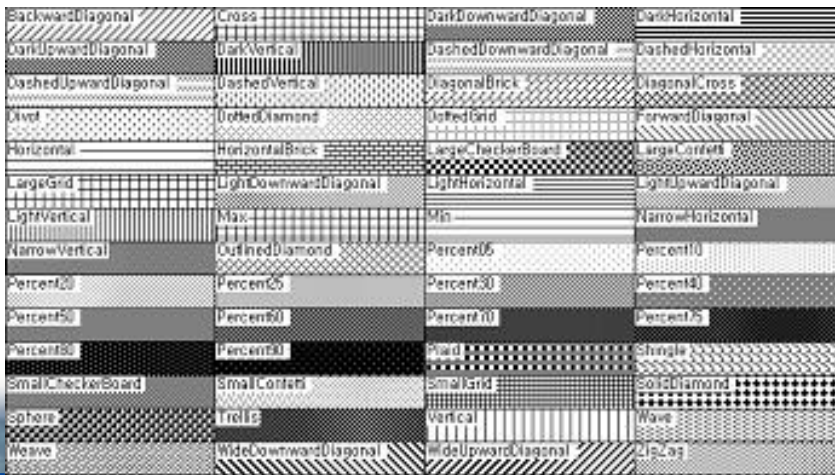 BackwardDiagonal Cross DarkDownwardDiagonal DarkHorizontal
DarkUpwardDiagonal DarkVertical DashedDownwardDiagonal DashedHorizontal
DashedUpwardDiagonal DashedVertical DiagonalBrick DiagonalCross
Divot DottedDiamond DottedGrid ForwardDiagonal
Horizontal HorizontalBrick LargeCheckerBoard LargeConfetti
LargeGrid LightDownwardDiagonal LightHorizontal LightUpwardDiagonal
LightVertical Max Min NarrowHorizontal
NarrowVertical OutlinedDiamond Percent05 Percent10
Percent20 Percent25 Percent30 Percent40
Percent50 Percent60 Percent70 Percent75
Percent80 Percent90 Plaid Shingle
SmallCheckerBoard SmallConfetti SmallGrid SolidDiamond
Sphere Trellis Vertical Wave
Weave WideDownwardDiagonal WideUpwardDiagonal ZigZag